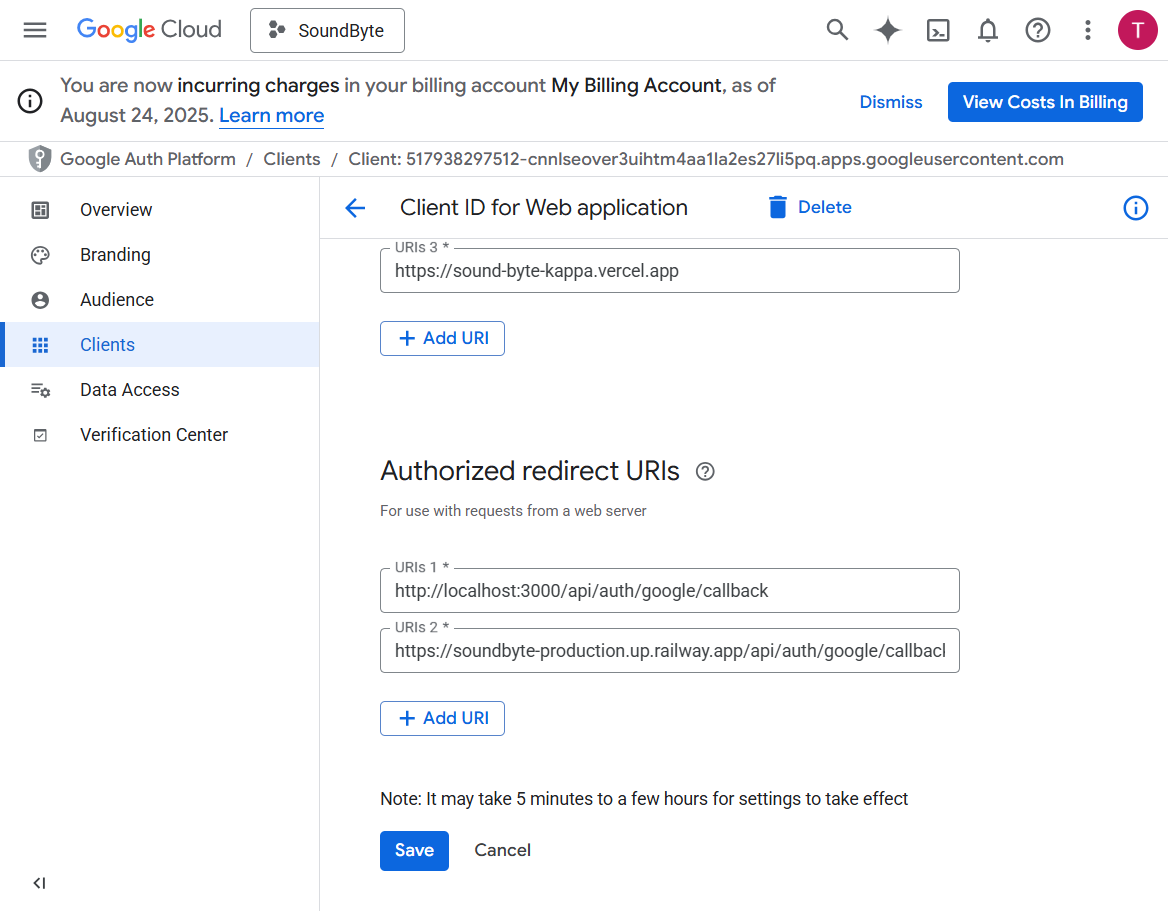 Google Cloud
SoundByte
T
You are now incurring charges in your billing account My Billing Account, as of
August 24, 2025. Learn more
Dismiss
View Costs In Billing
Google Auth Platform / Clients / Client: 517938297512-cnnlseover3uihtm4aa1la2es27li5pq.apps.googleusercontent.com
Overview
Branding
Audience
Clients
Data Access
Verification Center
Client ID for Web application
Delete
URIs 3 *
https://sound-byte-kappa.vercel.app
Add URI
Authorized redirect URIs
For use with requests from a web server
URIs 1 *
http://localhost:3000/api/auth/google/callback
URIs 2 *
https://soundbyte-production.up.railway.app/api/auth/google/callbacl
Add URI
Note: It may take 5 minutes to a few hours for settings to take effect
Save
Cancel